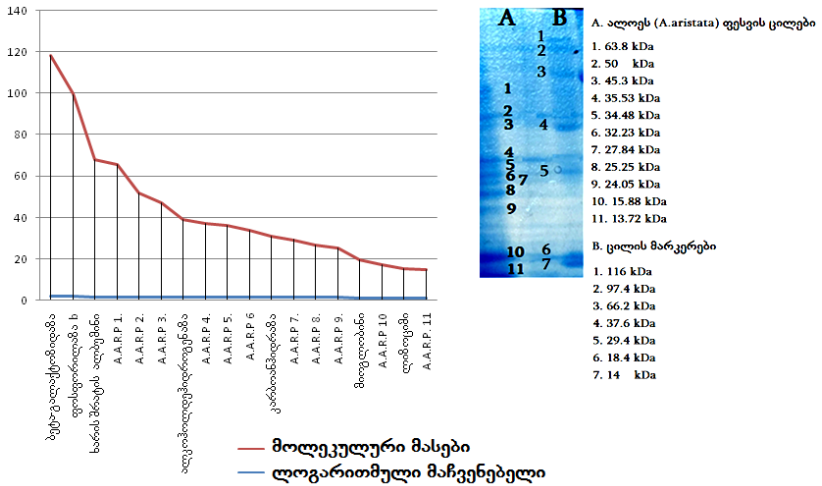 140
120
100
80
60
40
20
0
ბეტა-გალაქტოზიდაზა
ფოსფორილაზა b
ხარის შრატის ალბუმინი
A.A.R.P 1.
A.A.R.P. 2.
A.A.R.P. 3.
ალკოჰოლდეჰიდროგენაზა
A.A.R.P 4.
A.A.R.P 5.
A.A.R.P 6
კარბოანჰიდრაზა
A.A.R.P 7.
A.A.R.P. 8.
A.A.R.P 9.
მიოგლობინი
A.A.R.P 10
ლიზოციმი
A.A.R.P. 11
მოლეკულური მასები
ლოგარითმული მაჩვენებელი
A B
1
2
3
1
2
3 4
4
5 5
6 7
8
9
10 6
11 7
A. ალოეს (A.aristata) ფესვის ცილები
1. 63.8 kDa
2. 50 kDa
3. 45.3 kDa
4. 35.53 kDa
5. 34.48 kDa
6. 32.23 kDa
7. 27.84 kDa
8. 25.25 kDa
9. 24.05 kDa
10. 15.88 kDa
11. 13.72 kDa
B. ცილის მარკერები
1. 116 kDa
2. 97.4 kDa
3. 66.2 kDa
4. 37.6 kDa
5. 29.4 kDa
6. 18.4 kDa
7. 14 kDa